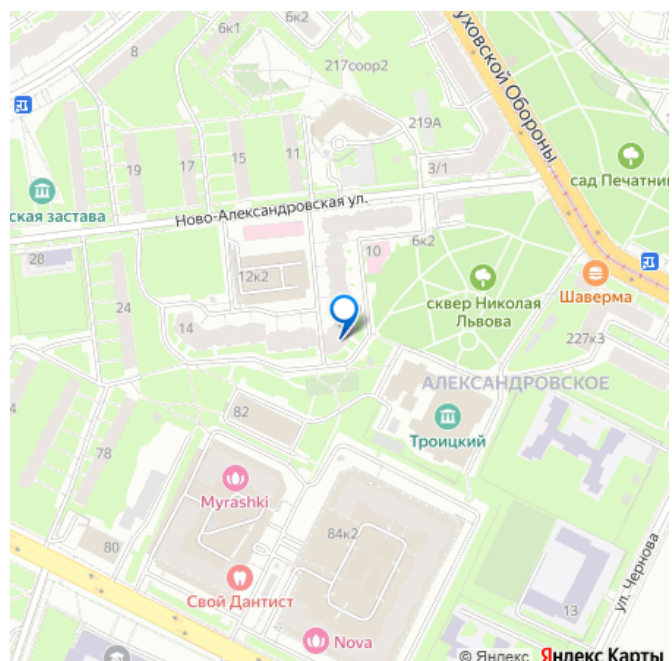 6к1
6к2
8
217соор2
уховской Обороны
219А
19
17
15
11
3/1
сад Печатник
ская застава
Ново-Александровская ул.
28
10
6к2
12к2
сквер Николая
Львова
Шаверма
24
14
227к3
АЛЕКСАНДРОВСКОЕ
Троицкий
4
82
78
Myrashki
84к2
80
Свой Дантист
13
ул. Чернова
Nova
© Яндекс Яндекс Карты